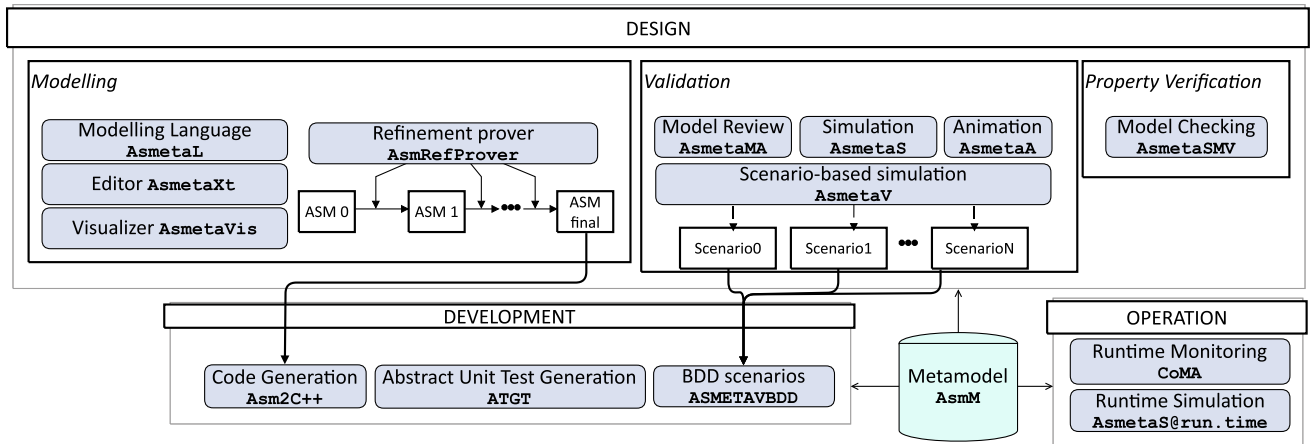 DESIGN
Modelling
Modelling Language
AsmetaL
Editor AsmetaXt
Visualizer AsmetaVis
Refinement prover
AsmRefProver
ASM 0
ASM 1
•••
ASM
final
Validation
Model Review
AsmetaMA
Simulation
AsmetaS
Animation
AsmetaA
Scenario-based simulation
AsmetaV
Scenario0
Scenario1
•••
ScenarioN
Property Verification
Model Checking
AsmetaSMV
DEVELOPMENT
Code Generation
Asm2C++
Abstract Unit Test Generation
ATGT
BDD scenarios
ASMETAVBDD
Metamodel
AsmM
OPERATION
Runtime Monitoring
CoMA
Runtime Simulation
AsmetaS@run.time